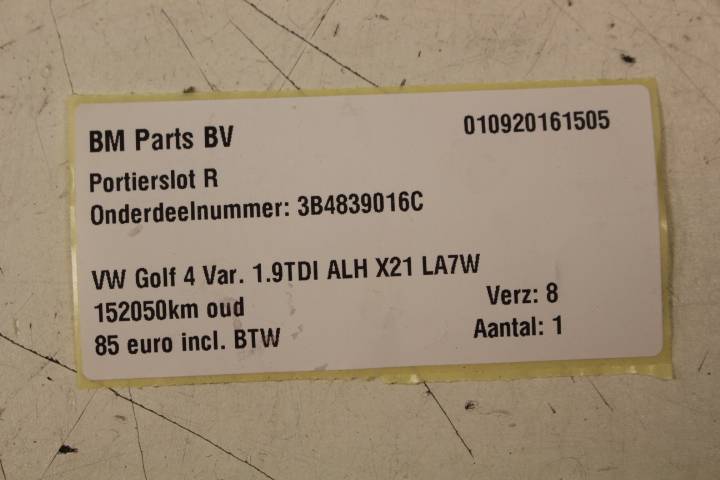 BM Parts BV 010920161505
Portierslot R
Onderdeelnummer: 3B4839016C
VW Golf 4 Var. 1.9TDI ALH X21 LA7W
152050km oud Verz: 8
85 euro incl. BTW Aantal: 1